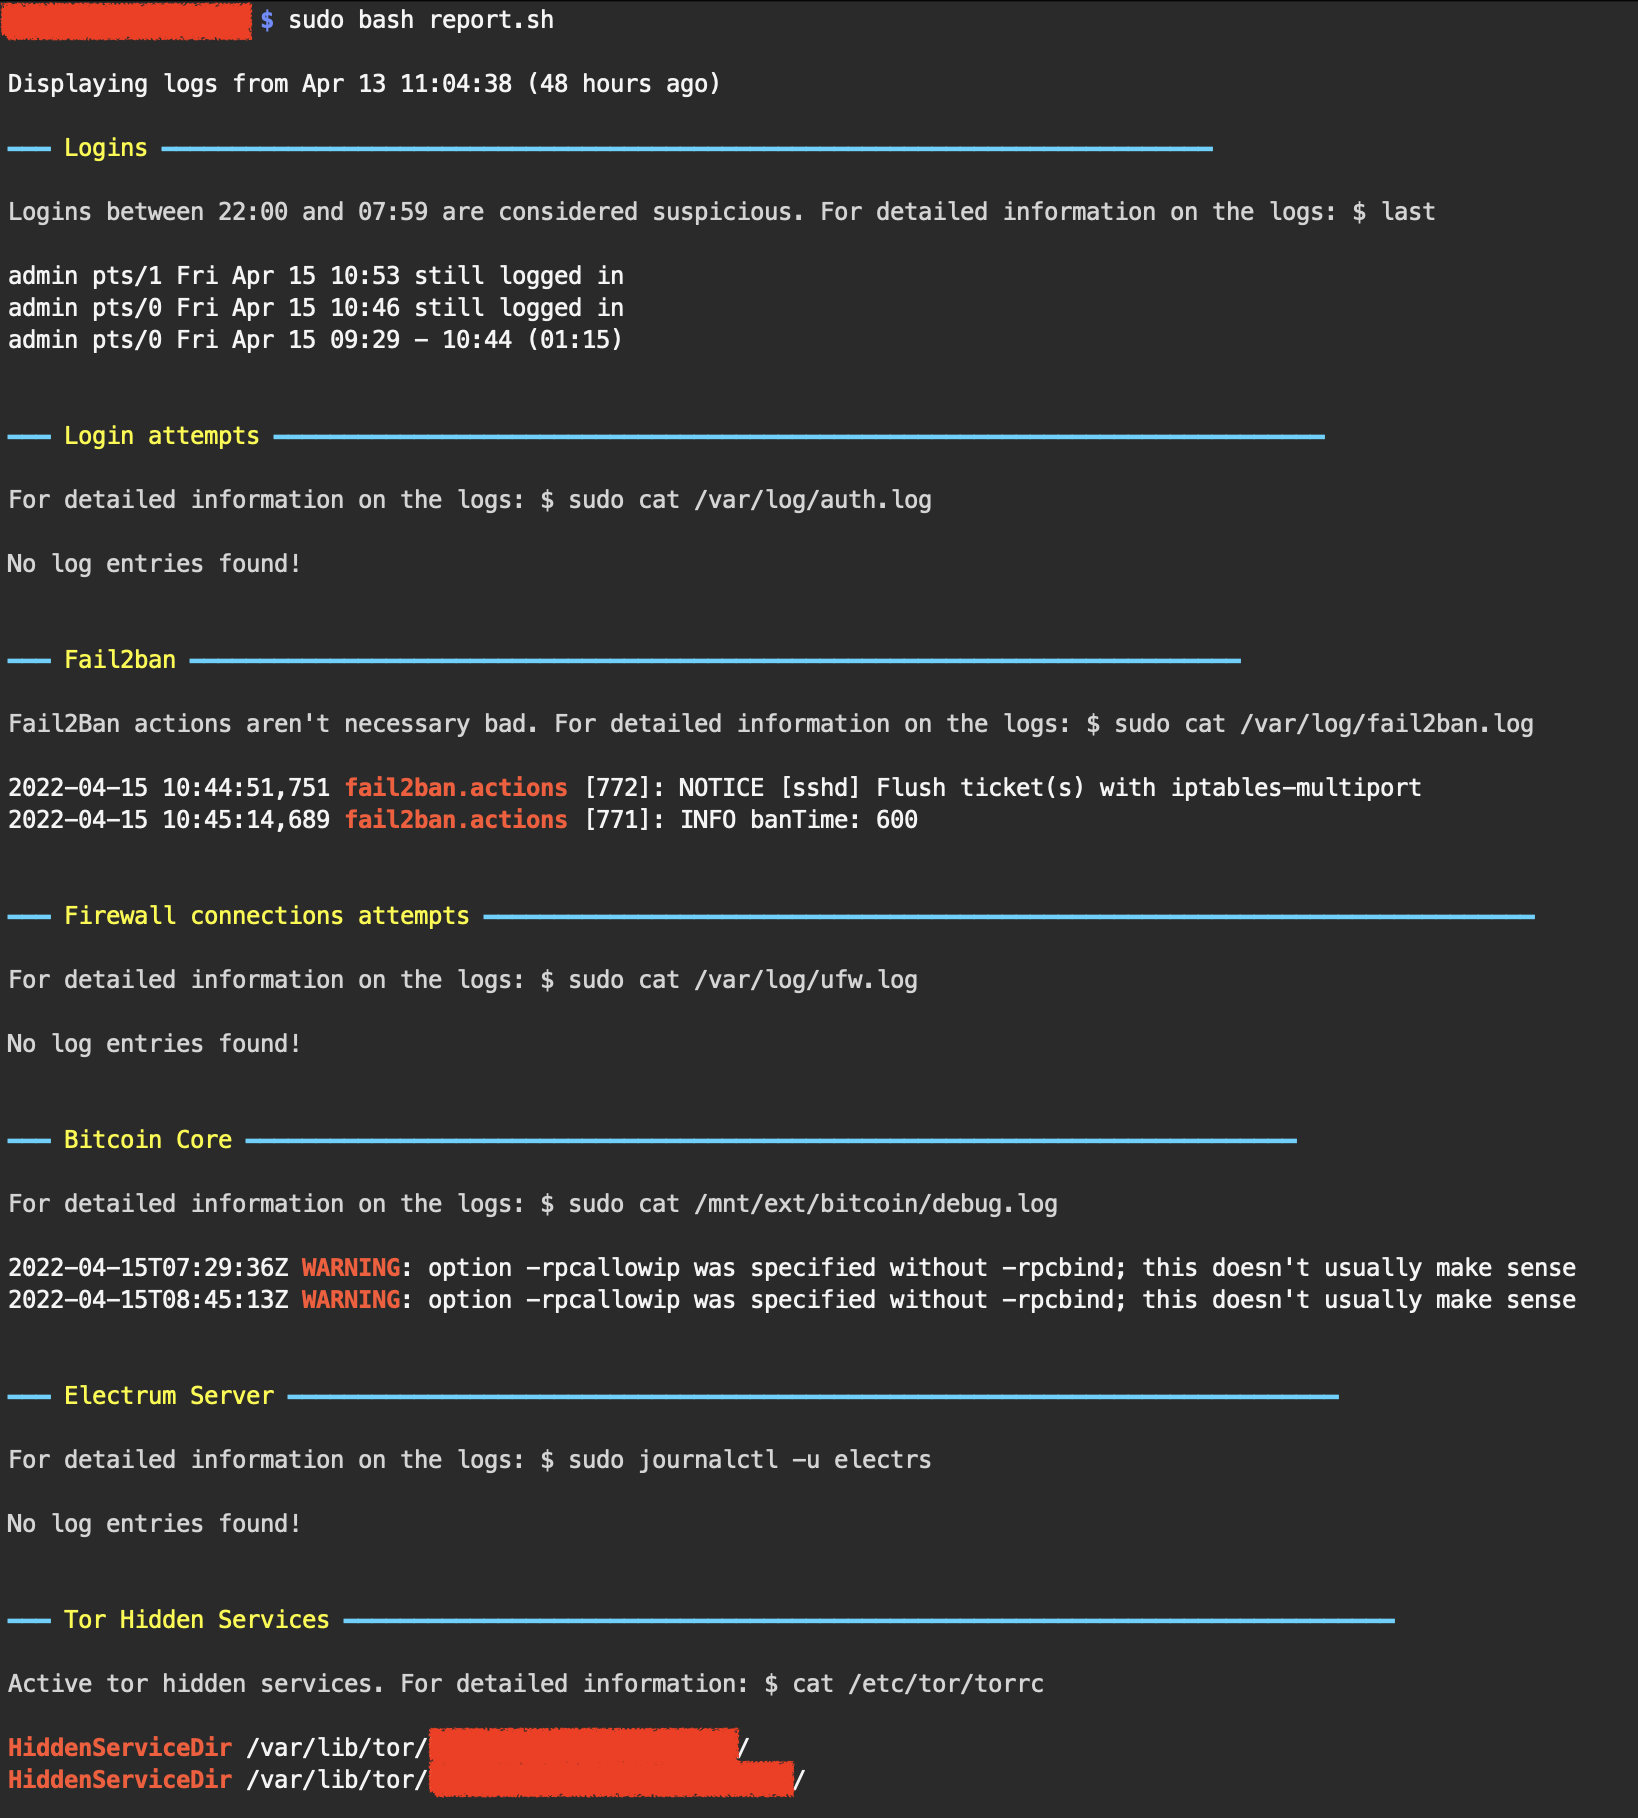 $ sudo bash report.sh
Displaying logs from Apr 13 11:04:38 (48 hours ago)
Logins
Logins between 22:00 and 07:59 are considered suspicious. For detailed information on the logs: $ last
admin pts/1 Fri Apr 15 10:53 still logged in
admin pts/0 Fri Apr 15 10:46 still logged in
admin pts/0 Fri Apr 15 09:29 - 10:44 (01:15)
Login attempts
For detailed information on the logs: $ sudo cat /var/log/auth.log
No log entries found!
Fail2ban
Fail2Ban actions aren't necessary bad. For detailed information on the logs: $ sudo cat /var/log/fail2ban.log
2022-04-15 10:44:51,751 fail2ban.actions [772]: NOTICE [sshd] Flush ticket(s) with iptables-multiport
2022-04-15 10:45:14,689 fail2ban.actions [771]: INFO banTime: 600
Firewall connections attempts
For detailed information on the logs: $ sudo cat /var/log/ufw.log
No log entries found!
Bitcoin Core
For detailed information on the logs: $ sudo cat /mnt/ext/bitcoin/debug.log
2022-04-15T07:29:36Z WARNING: option -rpcallowip was specified without -rpcbind; this doesn't usually make sense
2022-04-15T08:45:13Z WARNING: option -rpcallowip was specified without -rpcbind; this doesn't usually make sense
Electrum Server
For detailed information on the logs: $ sudo journalctl -u electrs
No log entries found!
Tor Hidden Services
Active tor hidden services. For detailed information: $ cat /etc/tor/torrc
HiddenServiceDir /var/lib/tor/ /
HiddenServiceDir /var/lib/tor/ /